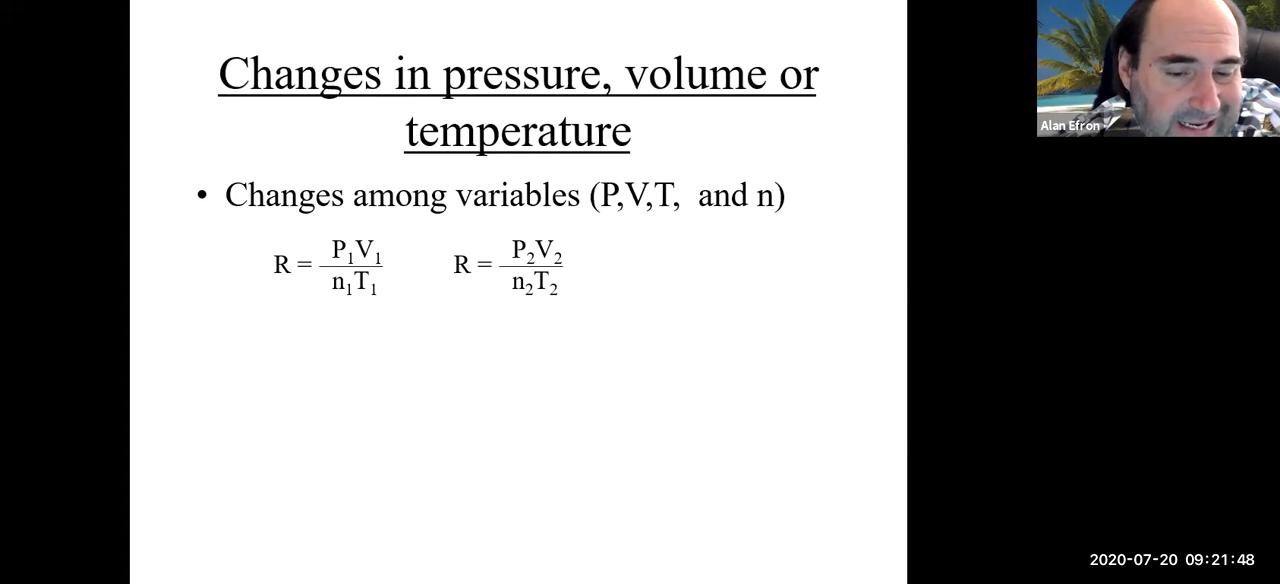 Changes in pressure, volume or
temperature
• Changes among variables (P,V,T, and n)
R = P₁V₁ / n₁T₁ R = P₂V₂ / n₂T₂
Alan Efron
2020-07-20 09:21:48